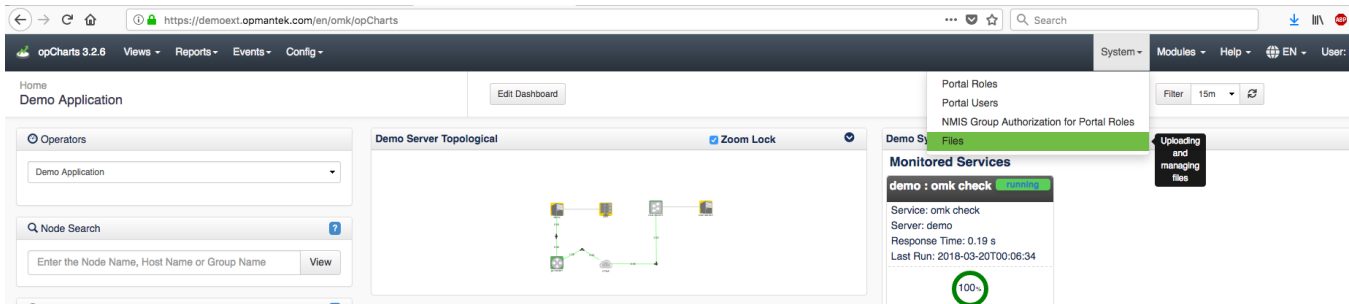 https://demoext.opmantek.com/en/omk/opCharts
Search
ABP
opCharts 3.2.6 Views Reports Events Config System Modules Help EN User:
Home
Demo Application
Edit Dashboard
Portal Roles
Portal Users
NMIS Group Authorization for Portal Roles
Files
Filter 15m
Uploading
and
managing
files
Operators
Demo Application
Node Search
?
Enter the Node Name, Host Name or Group Name View
Demo Server Topological Zoom Lock
Demo Sy
Monitored Services
demo : omk check running
Service: omk check
Server: demo
Response Time: 0.19 s
Last Run: 2018-03-20T00:06:34
100%